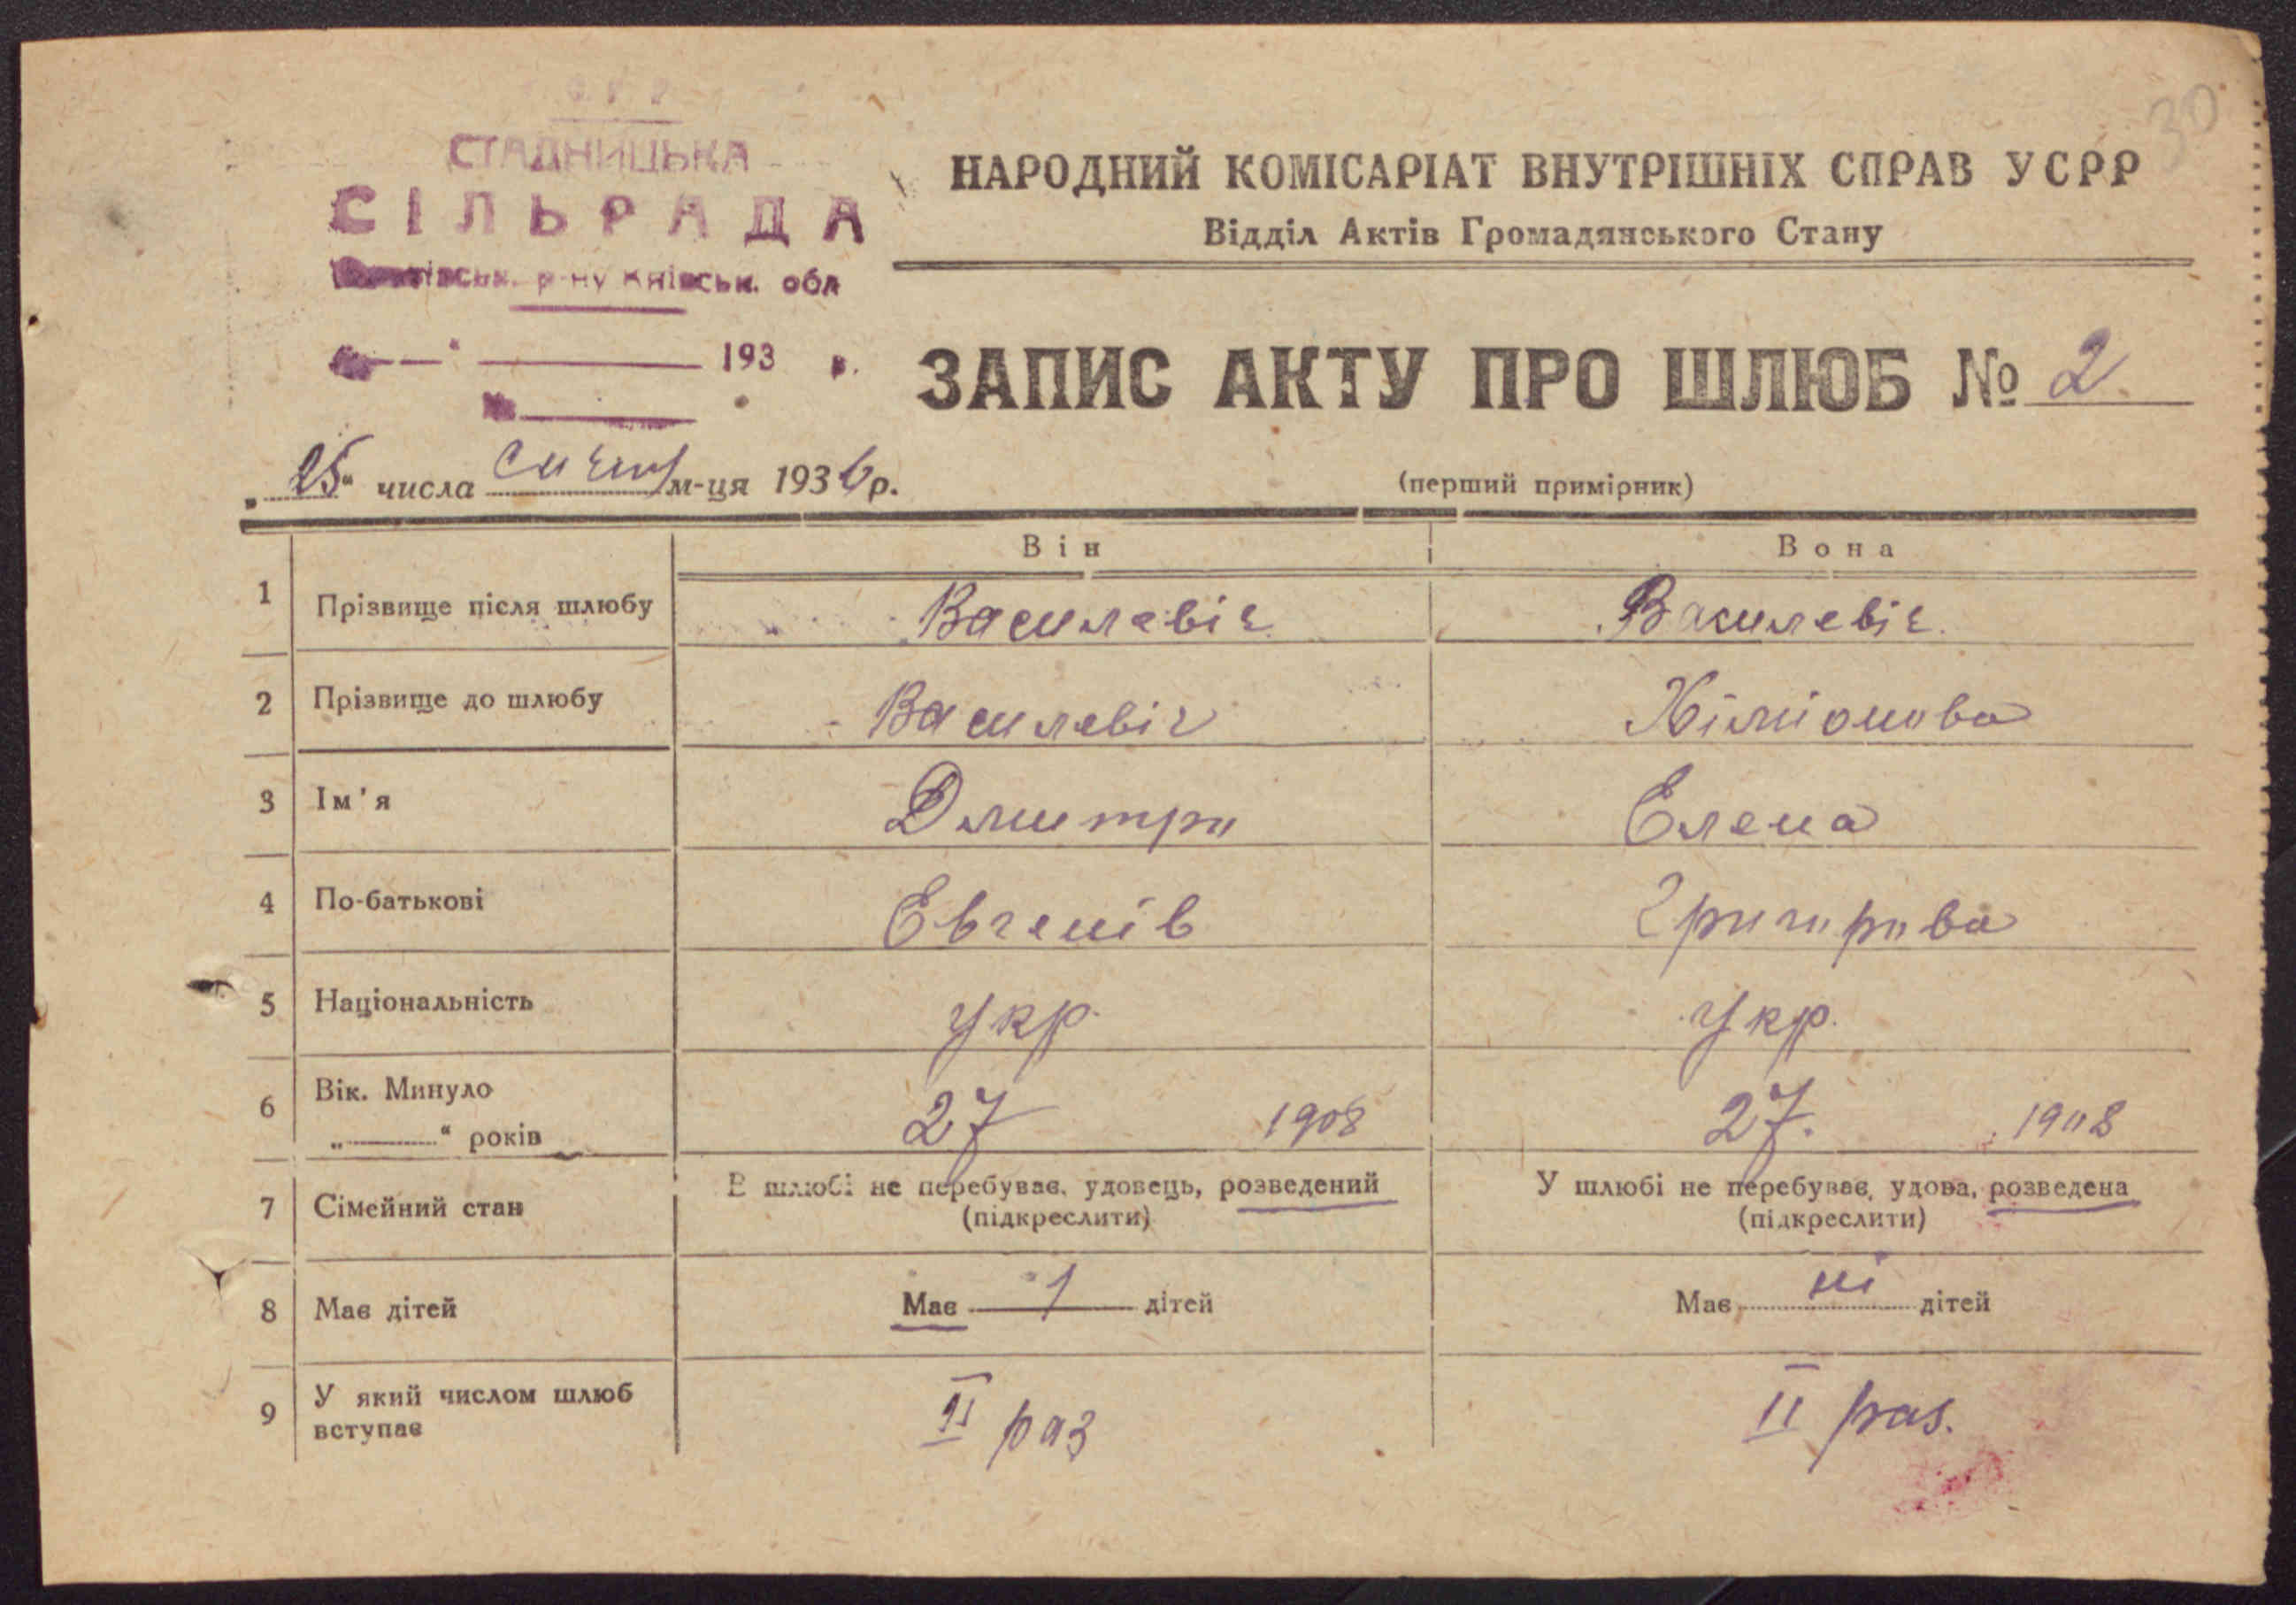 30
СТАДНИЦЬКА
СІЛЬРАДА
р-ну Київськ. обл
193 р.
№
НАРОДНИЙ КОМІСАРІАТ ВНУТРІШНІХ СПРАВ УСРР
Відділ Актів Громадянського Стану
ЗАПИС АКТУ ПРО ШЛЮБ № 2
„25" числа січня м-ця 1936 р.
(перший примірник)
Він Вона
1 Прізвище після шлюбу Василевіч Василевіч
2 Прізвище до шлюбу Василевіч
3 Ім'я Дмитро Елена
4 По-батькові Евгенів Григорова
5 Національність укр. укр.
6 Вік. Минуло
„ " років 27 1908 27. 1908
7 Сімейний стан В шлюбі не перебував, удовець, розведений У шлюбі не перебував, удова, розведена
(підкреслити) (підкреслити)
8 Має дітей Має 1 дітей Має ні дітей
9 У який числом шлюб
вступає II раз II раз.